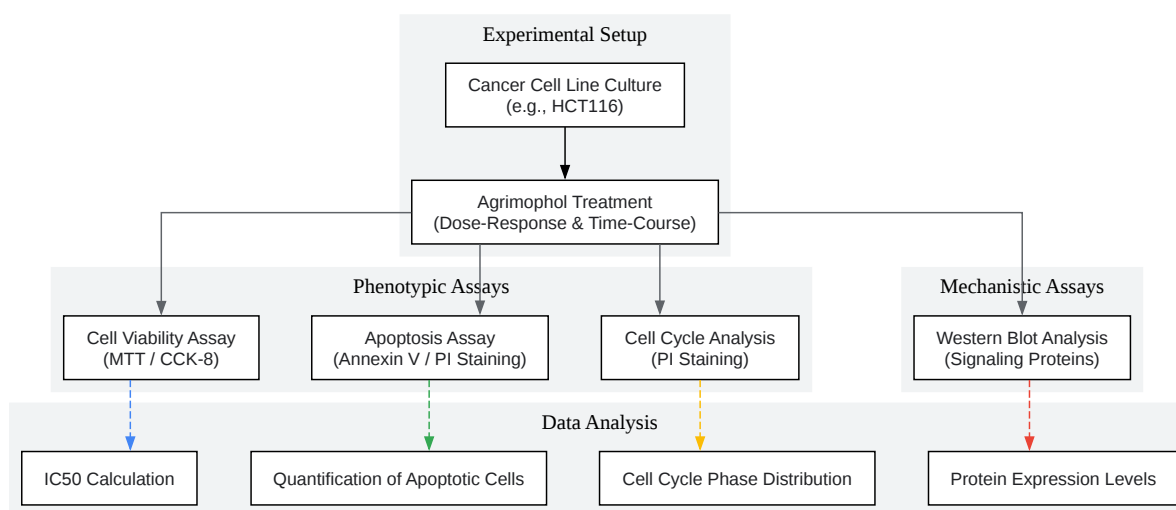 Experimental Setup
Cancer Cell Line Culture
(e.g., HCT116)
Agrimophol Treatment
(Dose-Response & Time-Course)
Phenotypic Assays
Mechanistic Assays
Cell Viability Assay
(MTT / CCK-8)
Apoptosis Assay
(Annexin V / PI Staining)
Cell Cycle Analysis
(PI Staining)
Western Blot Analysis
(Signaling Proteins)
Data Analysis
IC50 Calculation
Quantification of Apoptotic Cells
Cell Cycle Phase Distribution
Protein Expression Levels